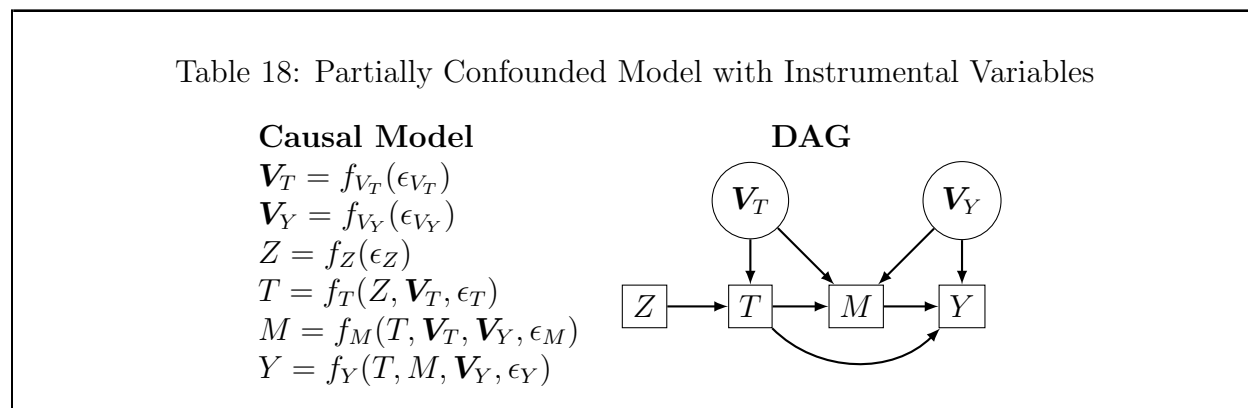 Table 18: Partially Confounded Model with Instrumental Variables
Causal Model
DAG
V_T = f_{V_T}(ϵ_{V_T})
V_Y = f_{V_Y}(ϵ_{V_Y})
Z = f_Z(ϵ_Z)
T = f_T(Z, V_T, ϵ_T)
M = f_M(T, V_T, V_Y, ϵ_M)
Y = f_Y(T, M, V_Y, ϵ_Y)
V_T V_Y
Z T M Y